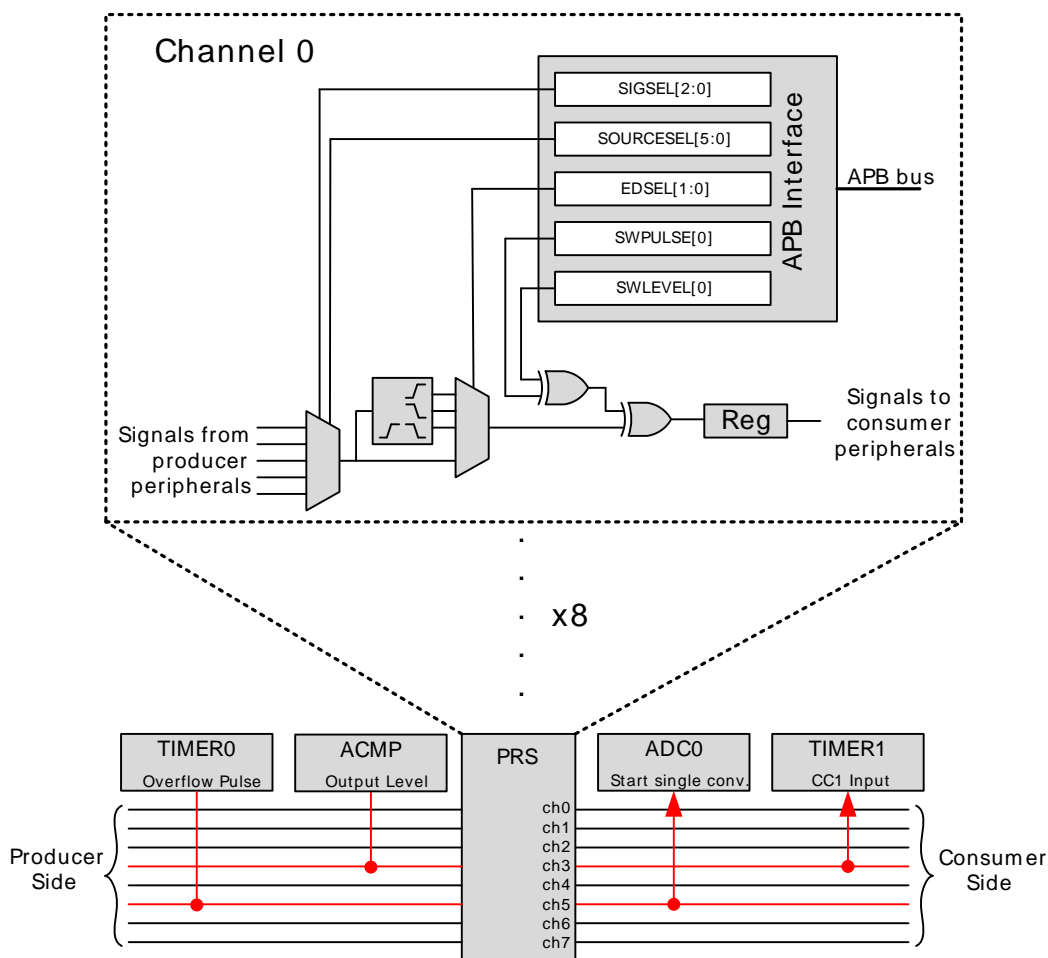 Channel 0
SIGSEL[2:0]
SOURCESEL[5:0]
EDSEL[1:0]
SWPULSE[0]
SWLEVEL[0]
APB Interface
APB bus
Signals from
producer
peripherals
Reg
Signals to
consumer
peripherals
x8
TIMER0
Overflow Pulse
ACMP
Output Level
PRS
ADC0
Start single conv.
TIMER1
CC1 Input
ch0
ch1
ch2
ch3
ch4
ch5
ch6
ch7
Producer
Side
Consumer
Side